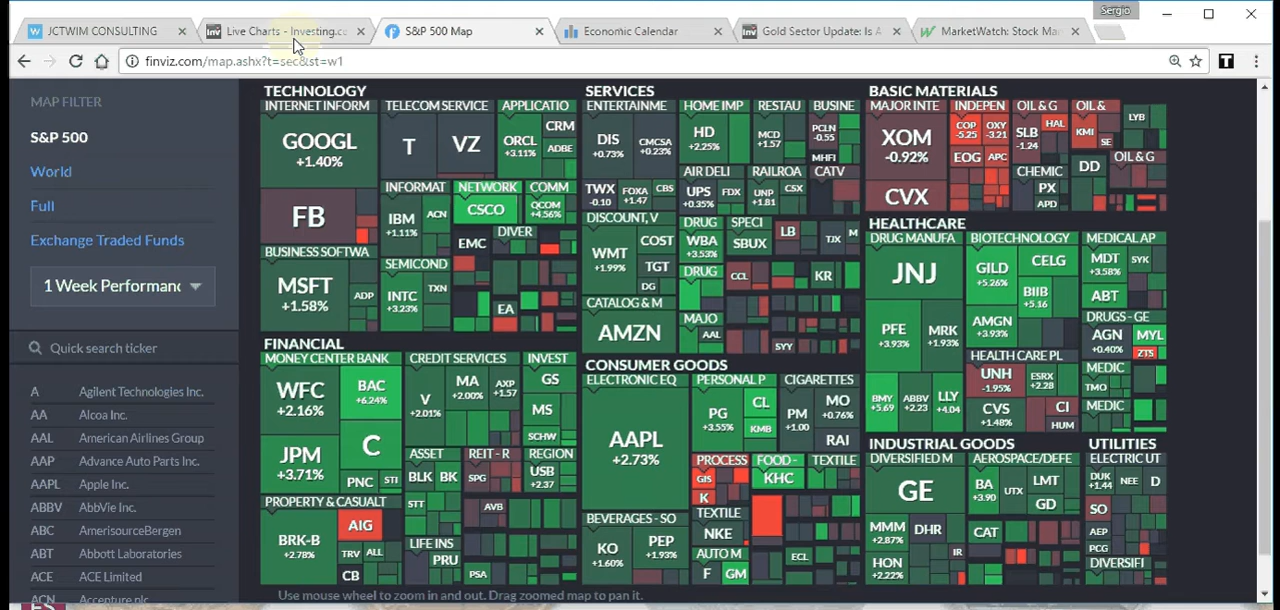 Sergio
JCTWIM CONSULTING
Live Charts - Investing.co
S&P 500 Map
Economic Calendar
Gold Sector Update: Is A
MarketWatch: Stock Mar
finviz.com/map.ashx?t=sec&st=w1
MAP FILTER
S&P 500
World
Full
Exchange Traded Funds
1 Week Performanc
Quick search ticker
A Agilent Technologies Inc.
AA Alcoa Inc.
AAL American Airlines Group
AAP Advance Auto Parts Inc.
AAPL Apple Inc.
ABBV AbbVie Inc.
ABC AmerisourceBergen
ABT Abbott Laboratories
ACE ACE Limited
ACN Accenture plc
TECHNOLOGY
INTERNET INFORM
GOOGL
+1.40%
FB
BUSINESS SOFTWA
MSFT
+1.58%
ADP
TELECOM SERVICE
T
VZ
APPLICATIO
ORCL
+3.11%
CRM
ADBE
INFORMAT
IBM
+1.11%
ACN
NETWORK
CSCO
COMM
QCOM
+4.56%
EMC
DIVER
SEMICOND
INTC
+3.23%
TXN
EA
SERVICES
ENTERTAINME
DIS
+0.73%
CMCSA
+0.23%
TWX
-0.10
FOXA
+1.47
CBS
HOME IMP
HD
+2.25%
RESTAU
MCD
+1.57
BUSINE
PCLN
-0.55
MHFI
AIR DELI
UPS
+0.35%
FDX
RAILROA
UNP
+1.81
CSX
CATV
DISCOUNT, V
WMT
+1.99%
COST
TGT
DG
DRUG
WBA
+3.53%
SPECI
SBUX
LB
TJX
M
DRUG
CCL
KR
CATALOG & M
AMZN
MAJO
AAL
SYY
BASIC MATERIALS
MAJOR INTE
XOM
-0.92%
CVX
INDEPEN
COP
-5.25
OXY
-3.21
EOG
APC
OIL & G
SLB
-1.24
HAL
OIL &
KMI
SE
LYB
CHEMIC
PX
APD
DD
OIL & G
HEALTHCARE
DRUG MANUFA
JNJ
PFE
+3.93%
MRK
+1.93%
BMY
+5.69
ABBV
+2.23
LLY
+4.04
BIOTECHNOLOGY
GILD
+5.26%
CELG
BIIB
+5.16
AMGN
+3.93%
MEDICAL AP
MDT
+3.58%
SYK
ABT
DRUGS - GE
AGN
+0.40%
MYL
ZTS
HEALTH CARE PL
UNH
-1.95%
ESRX
+2.28
CVS
+1.48%
CI
HUM
MEDIC
TMO
MEDIC
FINANCIAL
MONEY CENTER BANK
WFC
+2.16%
BAC
+6.24%
JPM
+3.71%
C
PNC
STI
CREDIT SERVICES
V
+2.01%
MA
+2.00%
AXP
+1.57
INVEST
GS
MS
SCHW
ASSET
BLK
BK
STT
REIT - R
SPG
AVB
REGION
USB
+2.37
PROPERTY & CASUALT
BRK-B
+2.78%
AIG
TRV
ALL
CB
LIFE INS
PRU
PSA
CONSUMER GOODS
ELECTRONIC EQ
AAPL
+2.73%
PERSONAL P
PG
+3.55%
CL
KMB
CIGARETTES
PM
+1.00
MO
+0.76%
RAI
PROCESS
GIS
K
FOOD -
KHC
TEXTILE
TEXTILE
NKE
BEVERAGES - SO
KO
+1.60%
PEP
+1.93%
AUTO M
F
GM
ECL
INDUSTRIAL GOODS
DIVERSIFIED M
GE
MMM
+2.87%
DHR
HON
+2.22%
IR
AEROSPACE/DEFE
BA
+3.90
UTX
LMT
GD
CAT
UTILITIES
ELECTRIC UT
DUK
+1.44
NEE
D
SO
AEP
PCG
DIVERSIFI
Use mouse wheel to zoom in and out. Drag zoomed map to pan it.